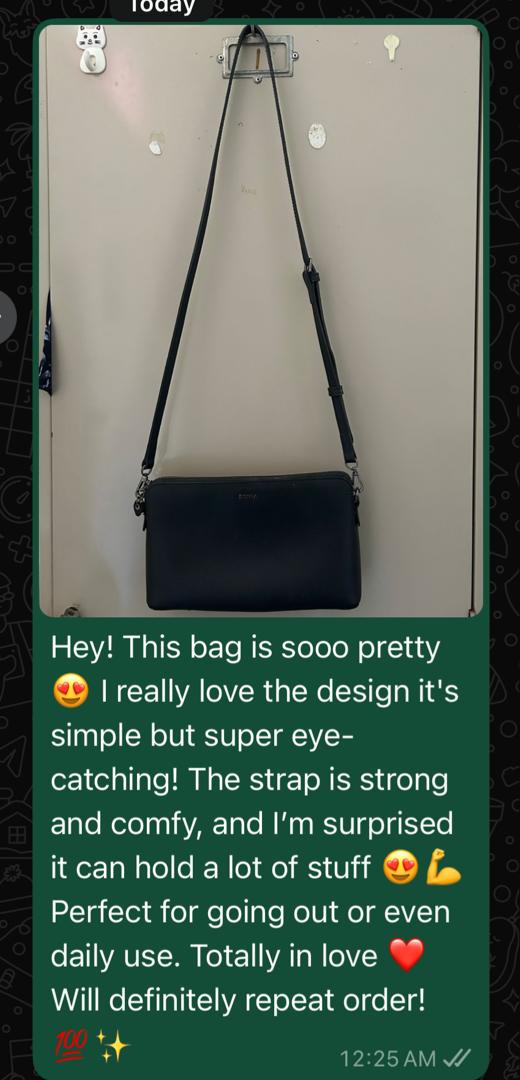 Today
Hey! This bag is sooo pretty
😍 I really love the design it's
simple but super eye-
catching! The strap is strong
and comfy, and I’m surprised
it can hold a lot of stuff 😍💪
Perfect for going out or even
daily use. Totally in love ❤️
Will definitely repeat order!
💯✨
12:25 AM